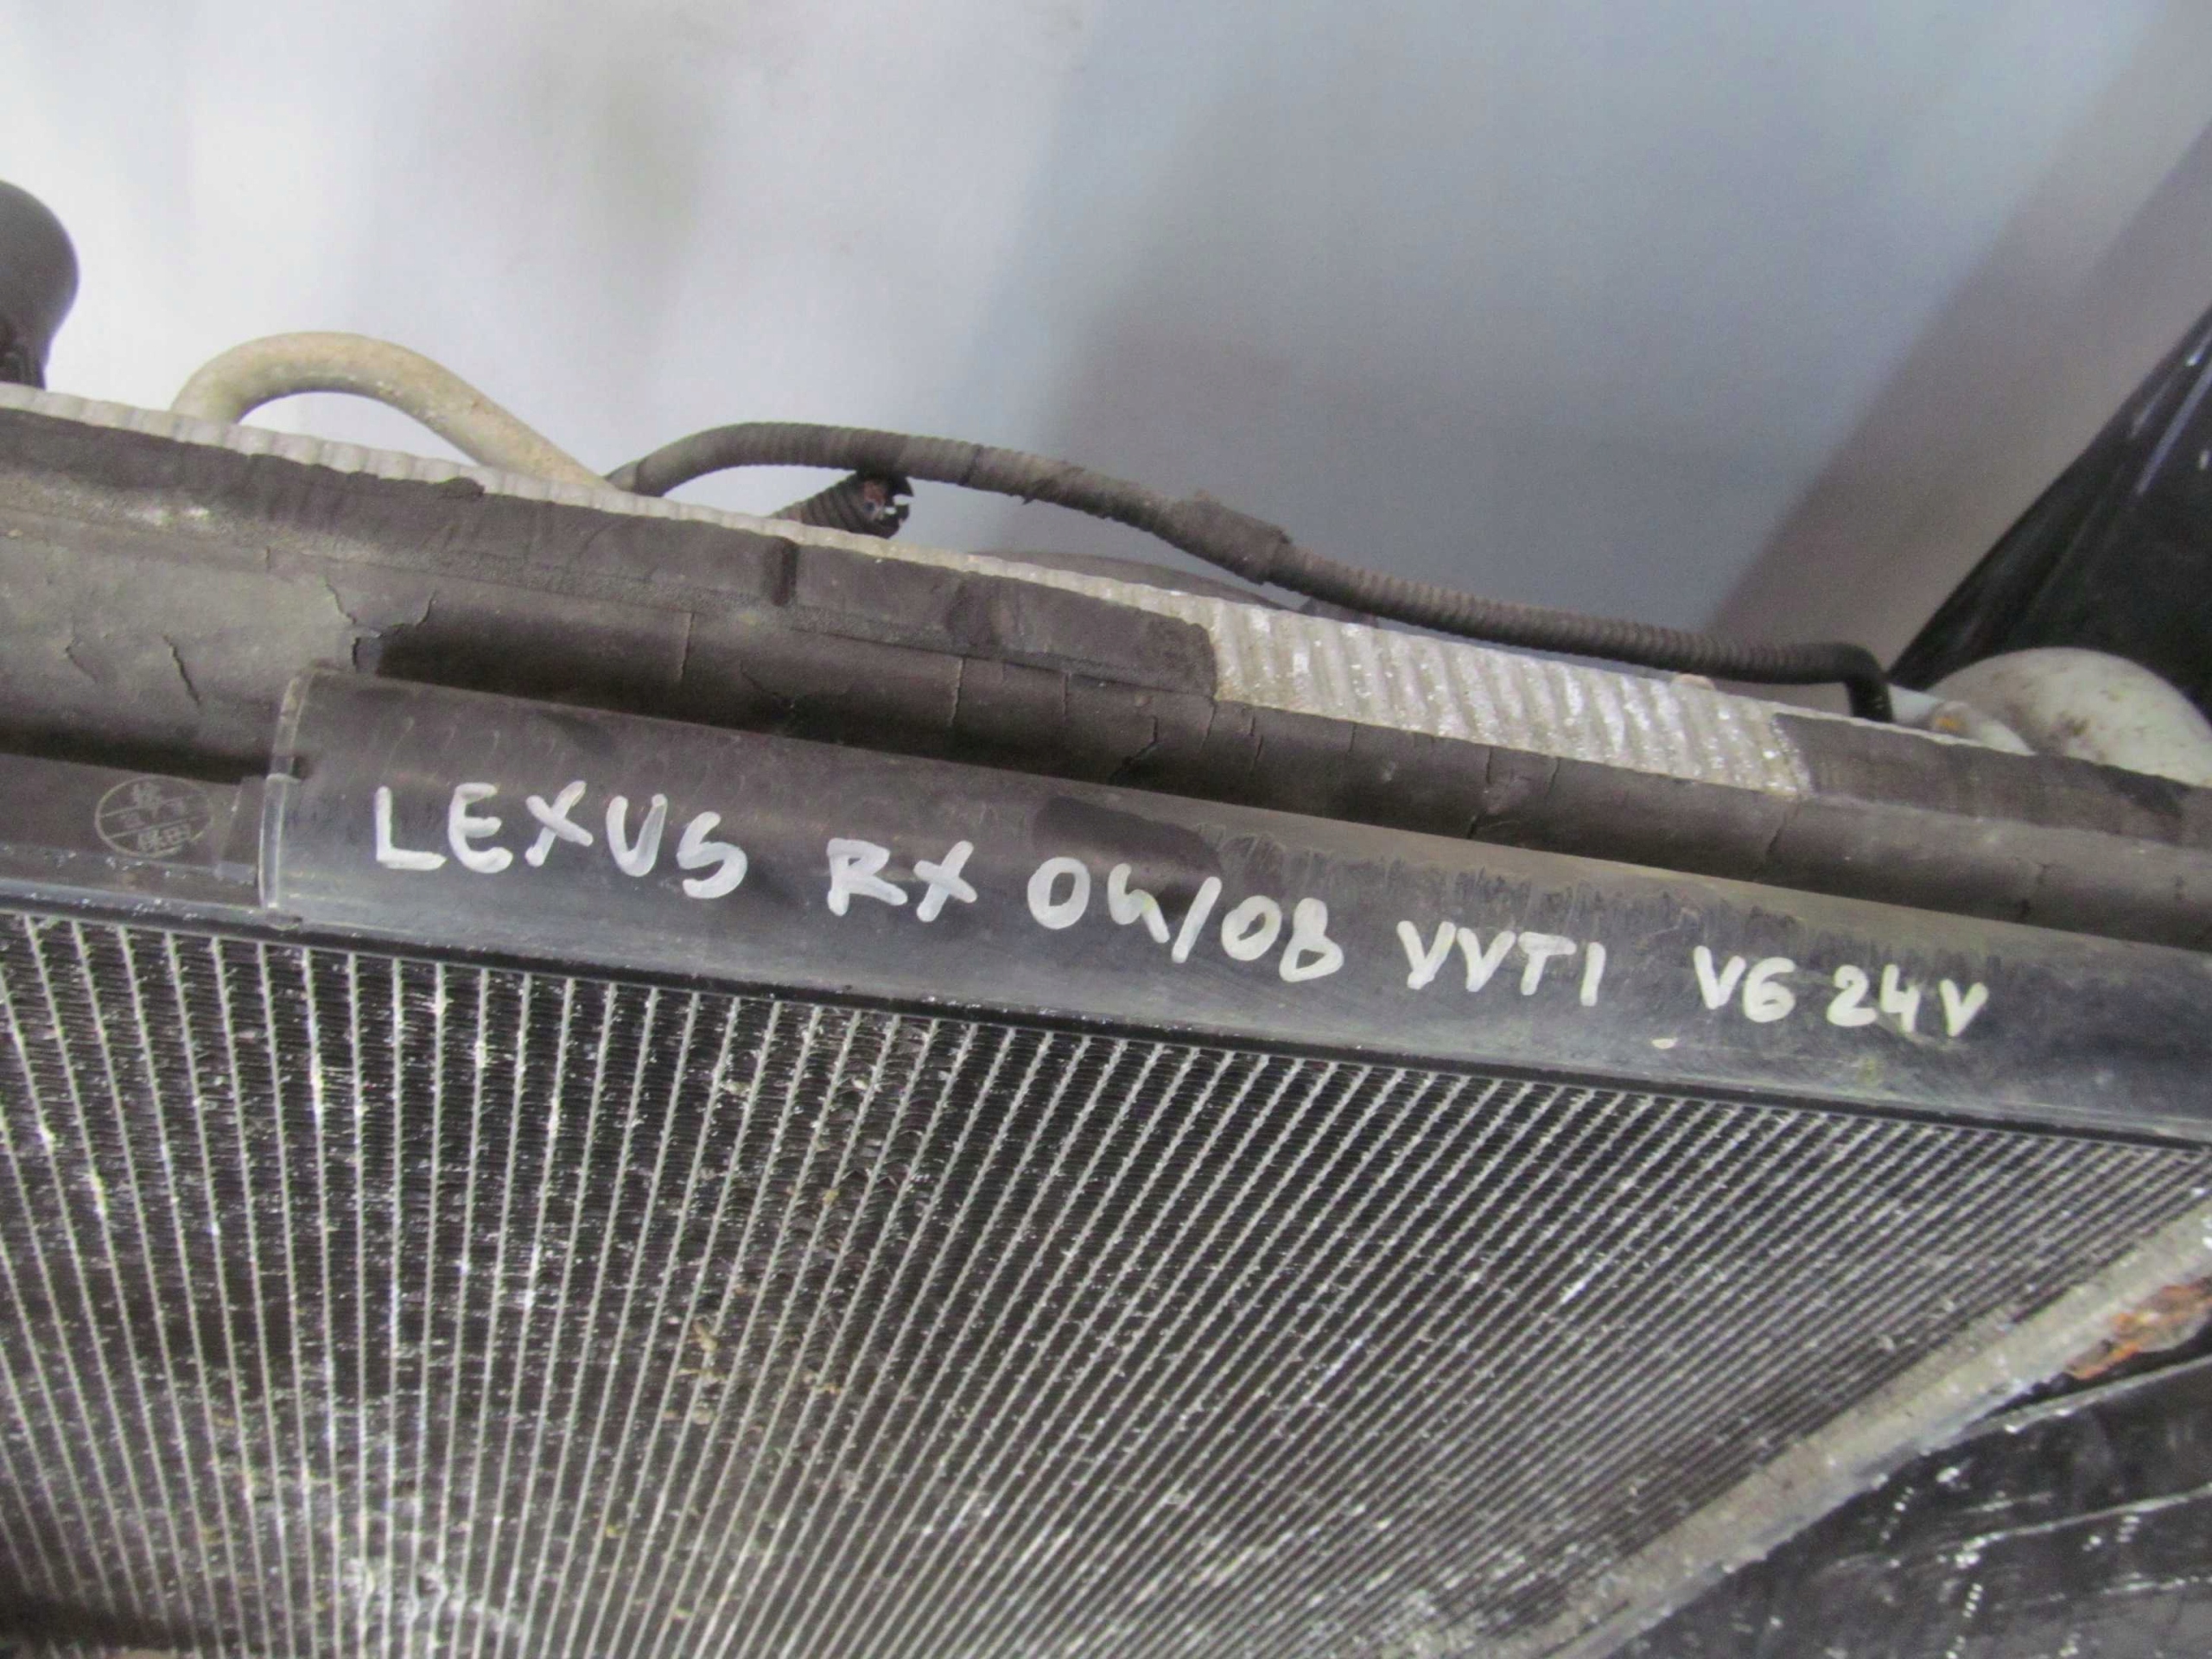 LEXUS RX 04/08 VVTI V6 24V